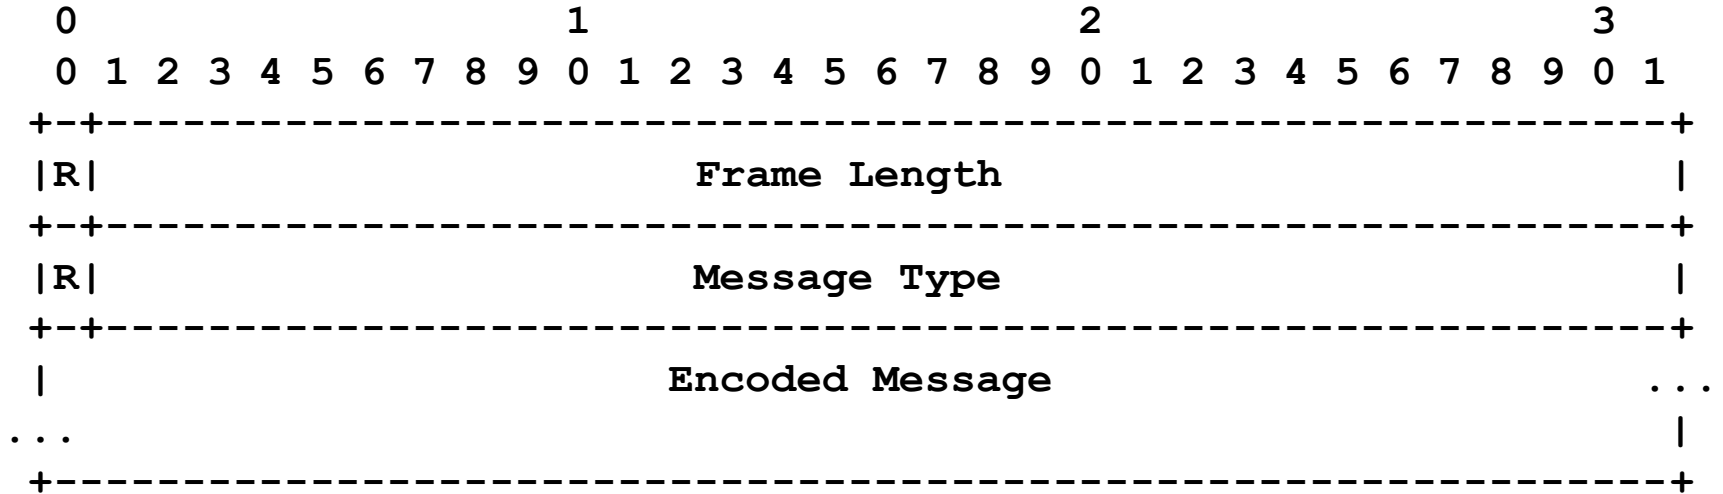 0                   1                   2                   3
 0 1 2 3 4 5 6 7 8 9 0 1 2 3 4 5 6 7 8 9 0 1 2 3 4 5 6 7 8 9 0 1
+-+-------------------------------------------------------------+
|R|                       Frame Length                          |
+-+-------------------------------------------------------------+
|R|                       Message Type                          |
+-+-------------------------------------------------------------+
|                        Encoded Message                       ...
...                                                             |
+---------------------------------------------------------------+